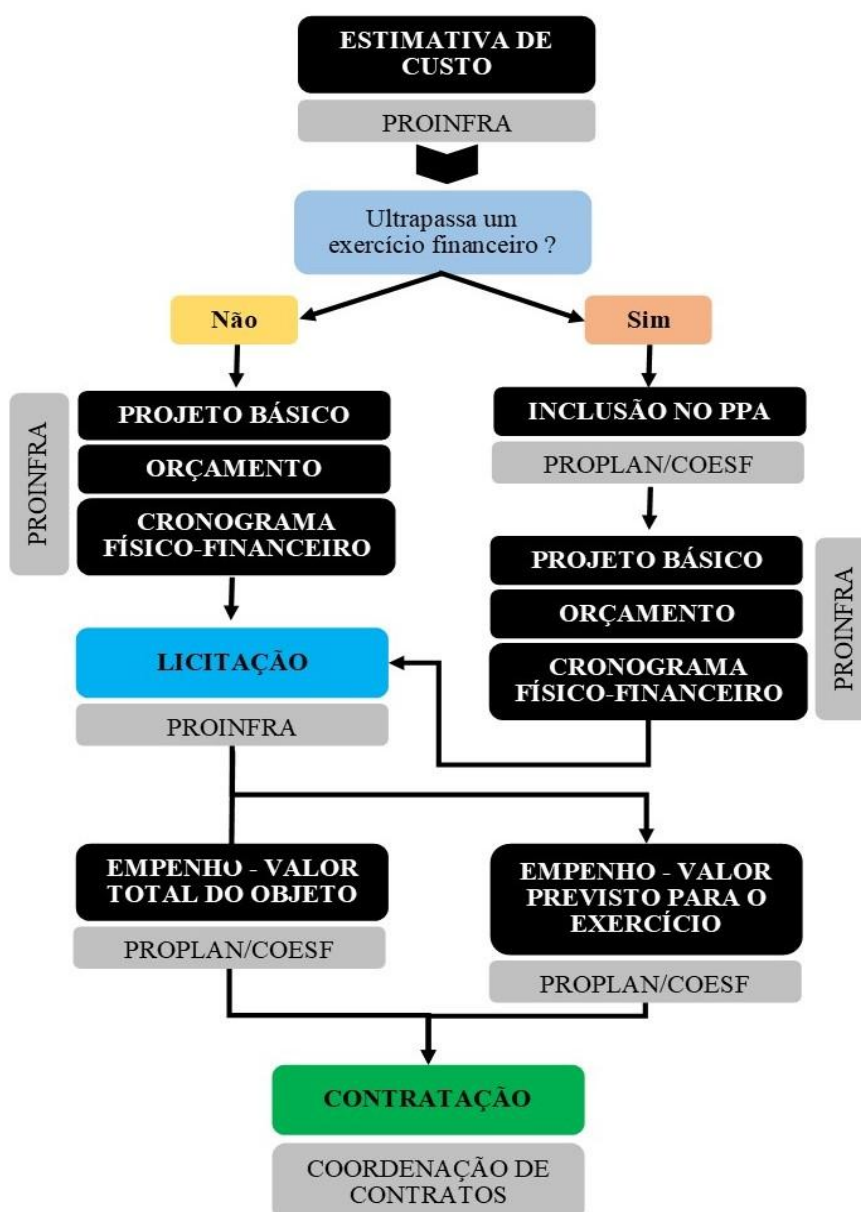 ESTIMATIVA DE
CUSTO
PROINFRA
Ultrapassa um
exercício financeiro ?
Não
Sim
PROINFRA
PROJETO BÁSICO
ORÇAMENTO
CRONOGRAMA
FÍSICO-FINANCEIRO
INCLUSÃO NO PPA
PROPLAN/COESF
PROJETO BÁSICO
ORÇAMENTO
CRONOGRAMA
FÍSICO-FINANCEIRO
PROINFRA
LICITAÇÃO
PROINFRA
EMPENHO - VALOR
TOTAL DO OBJETO
PROPLAN/COESF
EMPENHO - VALOR
PREVISTO PARA O
EXERCÍCIO
PROPLAN/COESF
CONTRATAÇÃO
COORDENAÇÃO DE
CONTRATOS